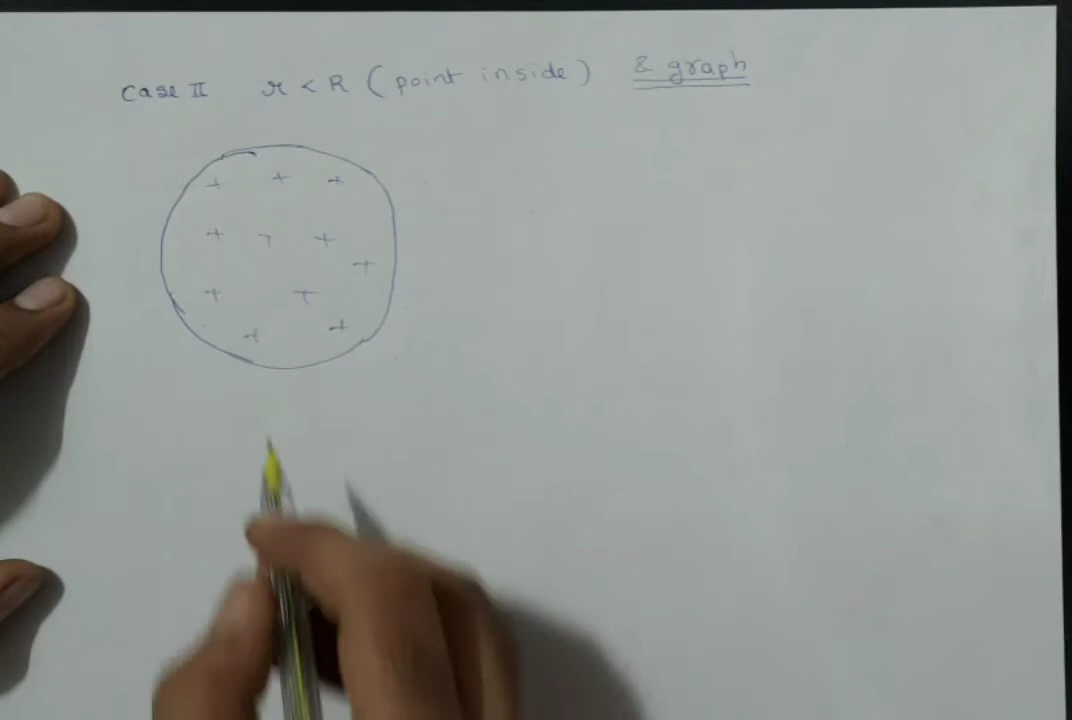 Case II r < R (point inside) & graph
+ + +
+ + +
+
+ +
+ +